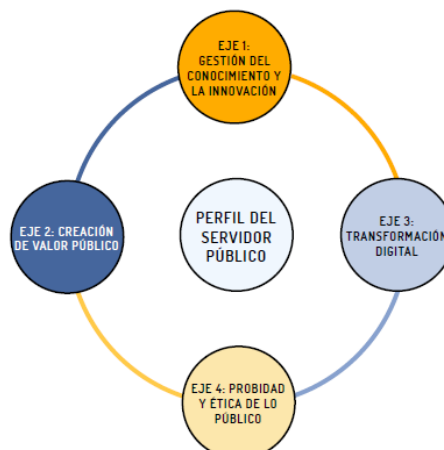 EJE 1:
GESTIÓN DEL
CONOCIMIENTO Y
LA INNOVACIÓN
EJE 2: CREACIÓN
DE VALOR PÚBLICO
PERFIL DEL
SERVIDOR
PÚBLICO
EJE 3:
TRANSFORMACIÓN
DIGITAL
EJE 4: PROBIDAD
Y ÉTICA DE LO
PÚBLICO